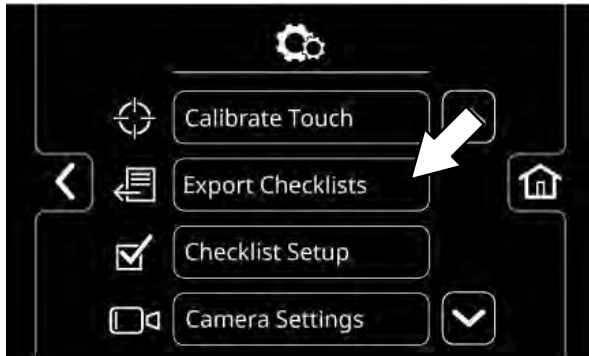 Calibrate Touch
Export Checklists
Checklist Setup
Camera Settings